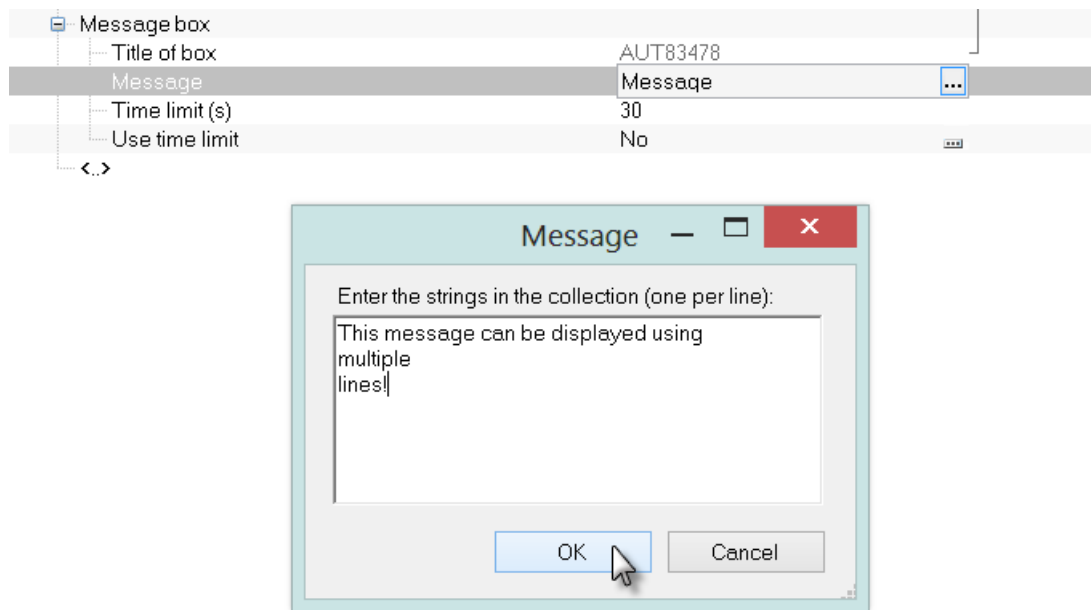 Message box
Title of box AUT83478
Message Message ...
Time limit (s) 30
Use time limit No ...
<..>
Message
Enter the strings in the collection (one per line):
This message can be displayed using
multiple
lines!
OK Cancel